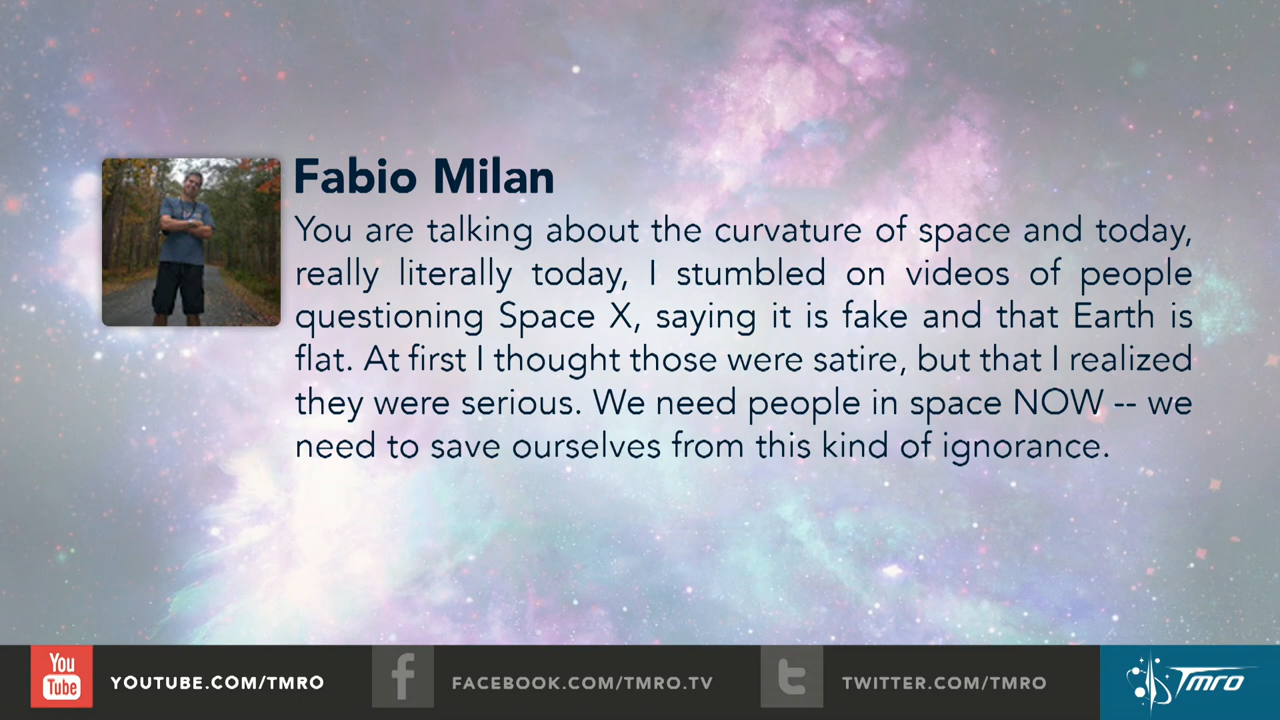 Fabio Milan
You are talking about the curvature of space and today,
really literally today, I stumbled on videos of people
questioning Space X, saying it is fake and that Earth is
flat. At first I thought those were satire, but that I realized
they were serious. We need people in space NOW -- we
need to save ourselves from this kind of ignorance.
You
Tube
YOUTUBE.COM/TMRO
f
FACEBOOK.COM/TMRO.TV
t
TWITTER.COM/TMRO
Tmro